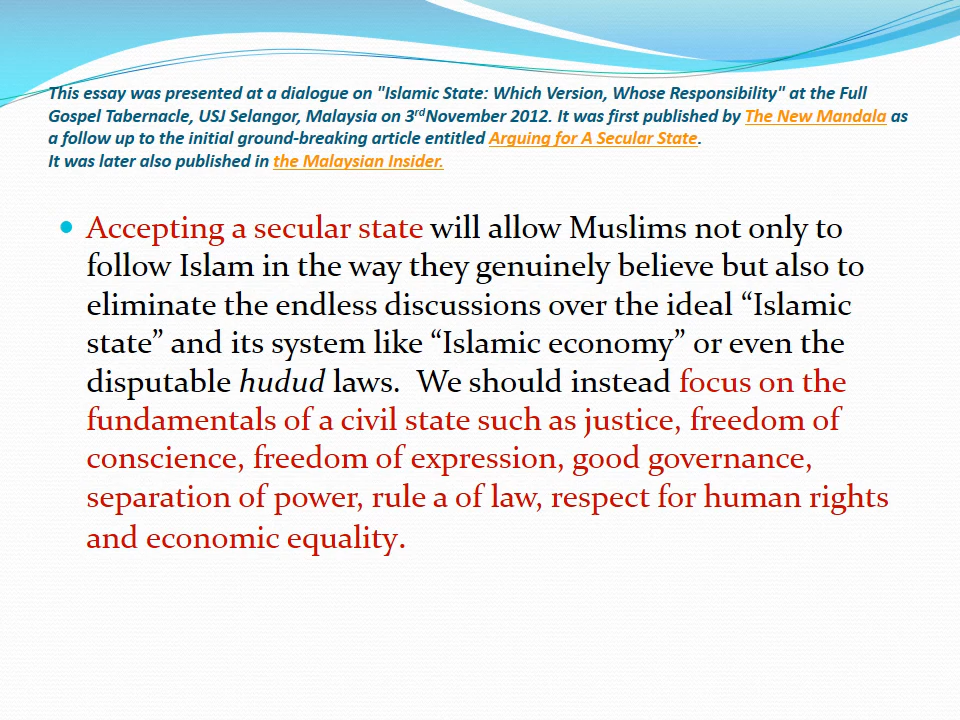 This essay was presented at a dialogue on "Islamic State: Which Version, Whose Responsibility" at the Full
Gospel Tabernacle, USJ Selangor, Malaysia on 3rdNovember 2012. It was first published by The New Mandala as
a follow up to the initial ground-breaking article entitled Arguing for A Secular State.
It was later also published in the Malaysian Insider.
• Accepting a secular state will allow Muslims not only to
follow Islam in the way they genuinely believe but also to
eliminate the endless discussions over the ideal “Islamic
state” and its system like “Islamic economy” or even the
disputable hudud laws.  We should instead focus on the
fundamentals of a civil state such as justice, freedom of
conscience, freedom of expression, good governance,
separation of power, rule a of law, respect for human rights
and economic equality.